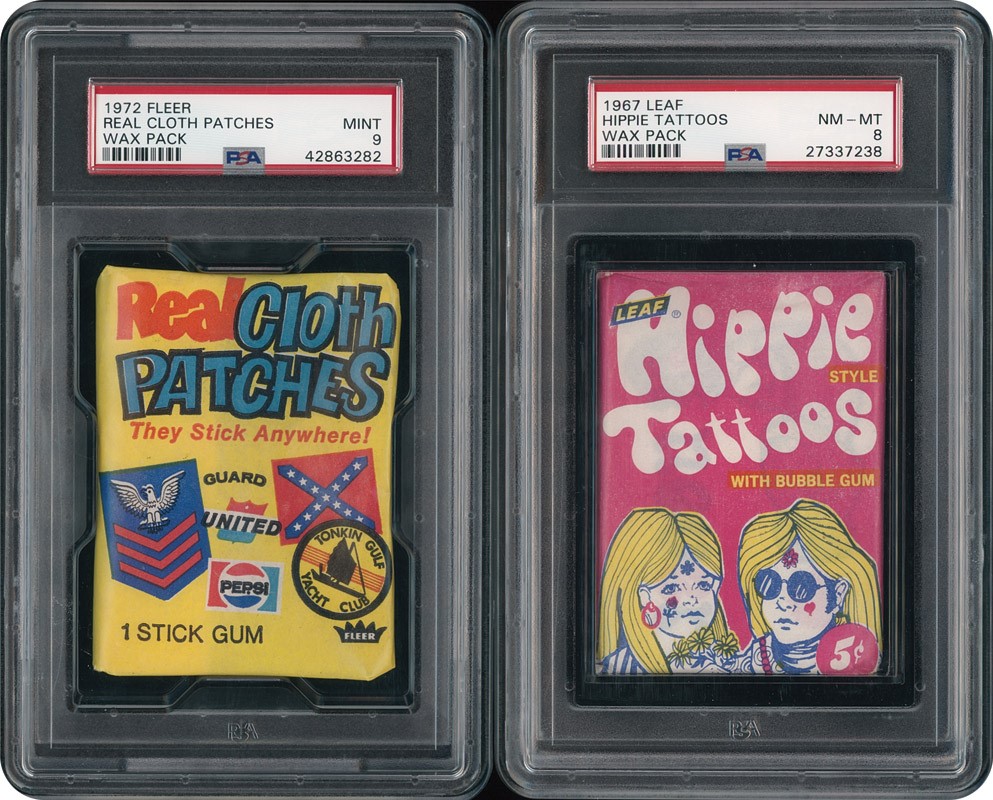 1972 FLEER
REAL CLOTH PATCHES MINT
WAX PACK 9
PSA 42863282
Real Cloth
PATCHES
They Stick Anywhere!
GUARD
UNITED
TONKIN GULF
YACHT CLUB
PEPSI
1 STICK GUM
FLEER
PSA
1967 LEAF
HIPPIE TATTOOS NM-MT
WAX PACK 8
PSA 27337238
LEAF ®
Hippie
STYLE
Tattoos
WITH BUBBLE GUM
5¢
PSA